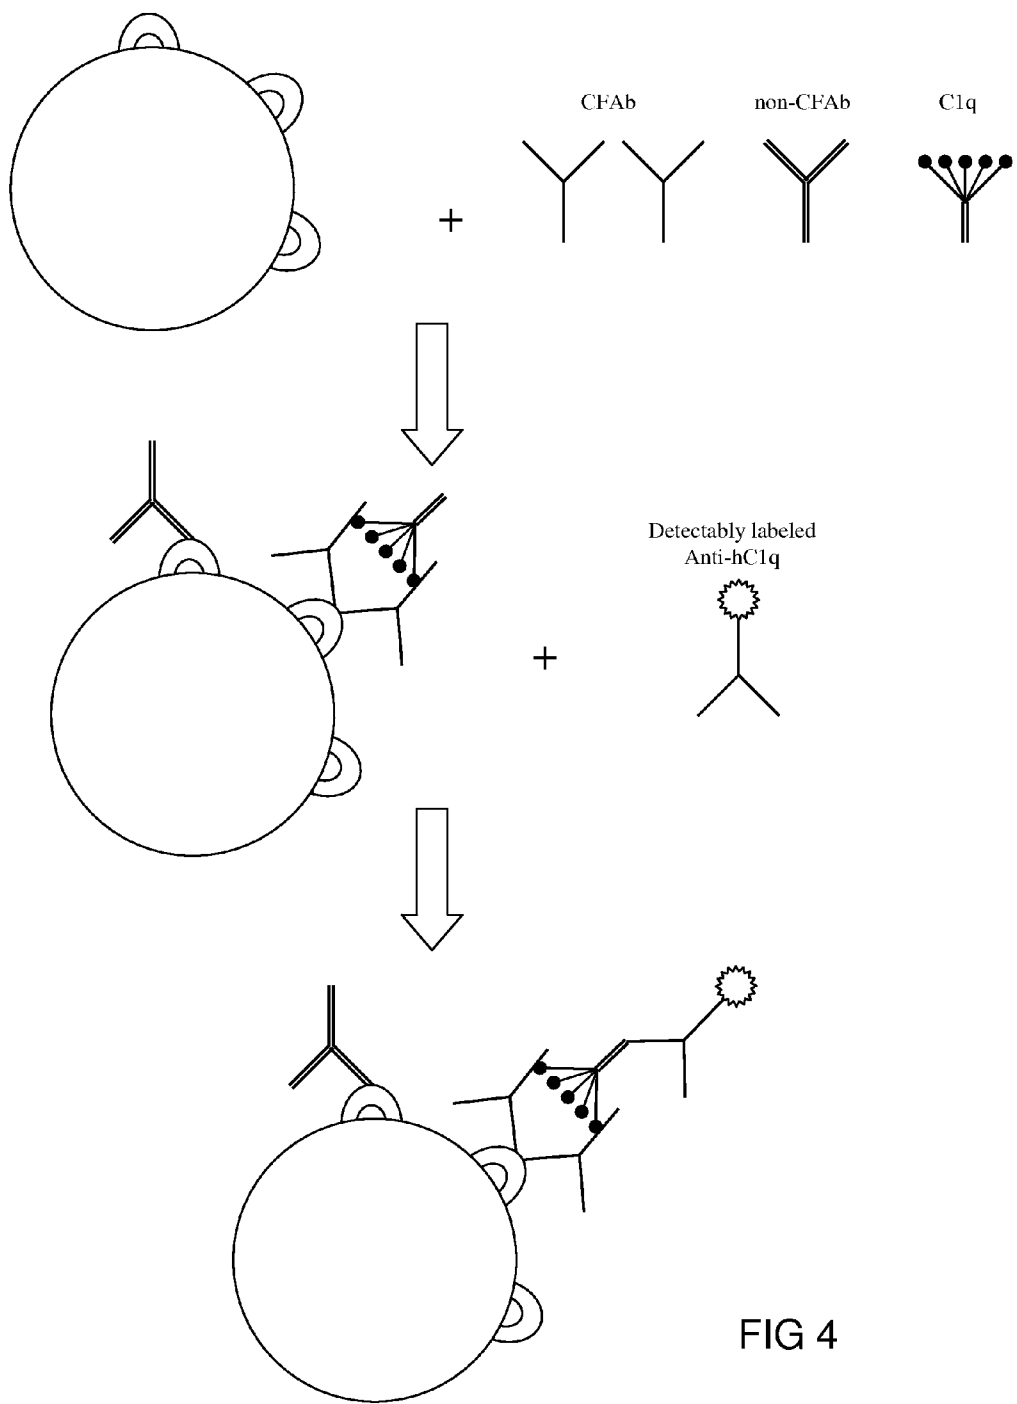 CFAb
non-CFAb
C1q
+
Detectably labeled
Anti-hC1q
+
FIG 4